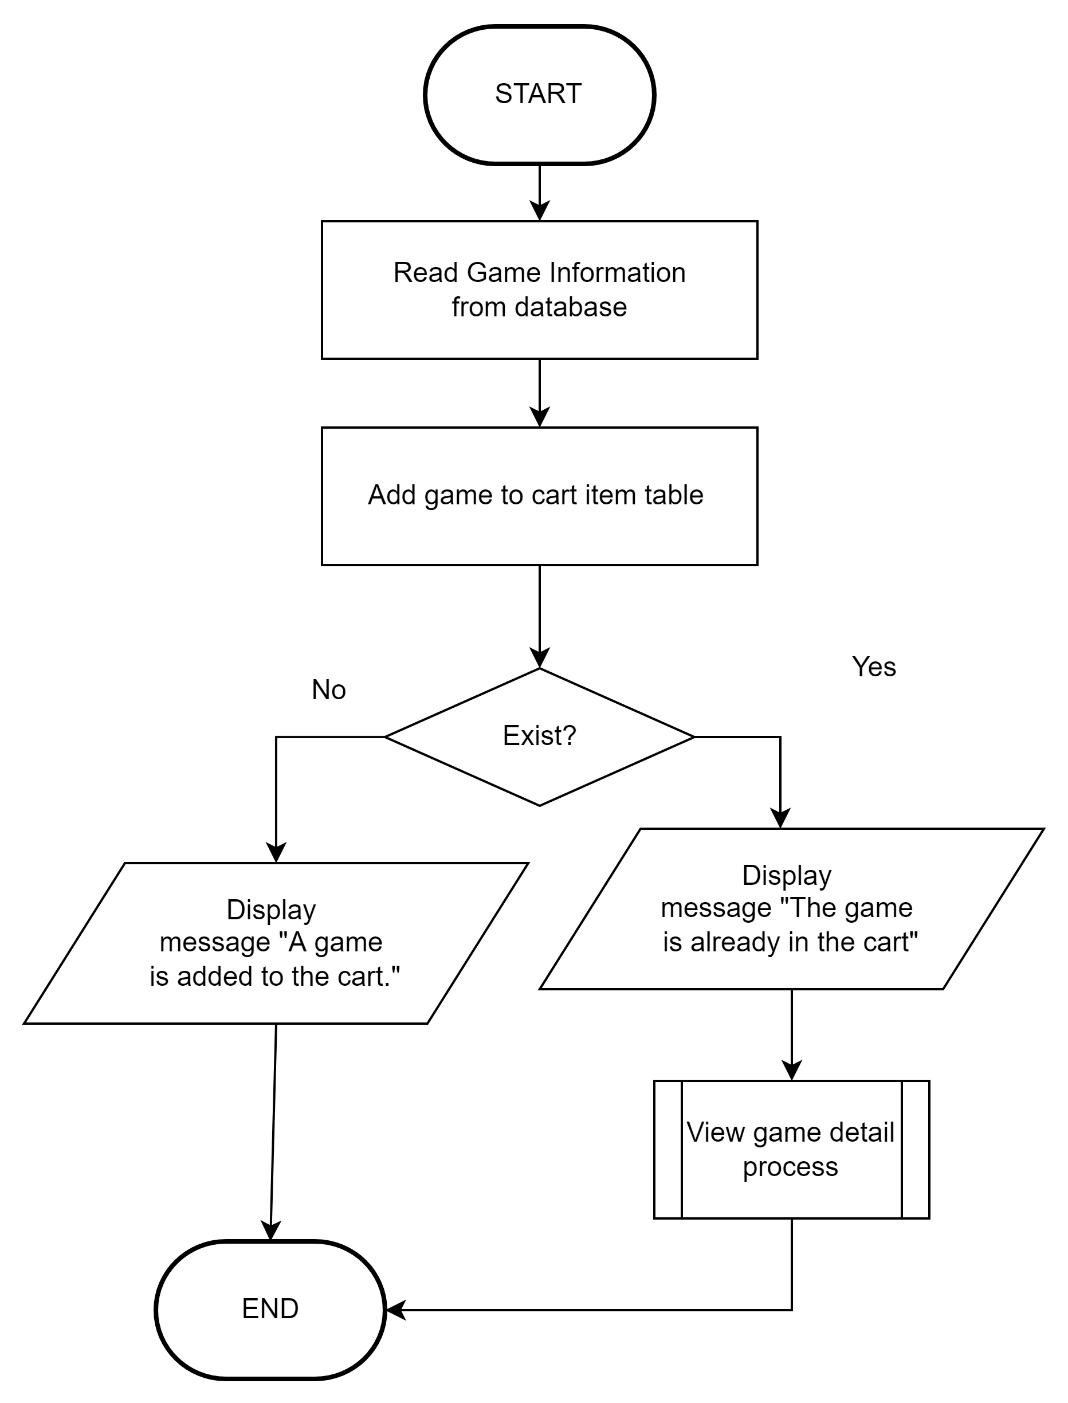 START
Read Game Information
from database
Add game to cart item table
No
Yes
Exist?
Display
message "A game
is added to the cart."
Display
message "The game
is already in the cart"
View game detail
process
END